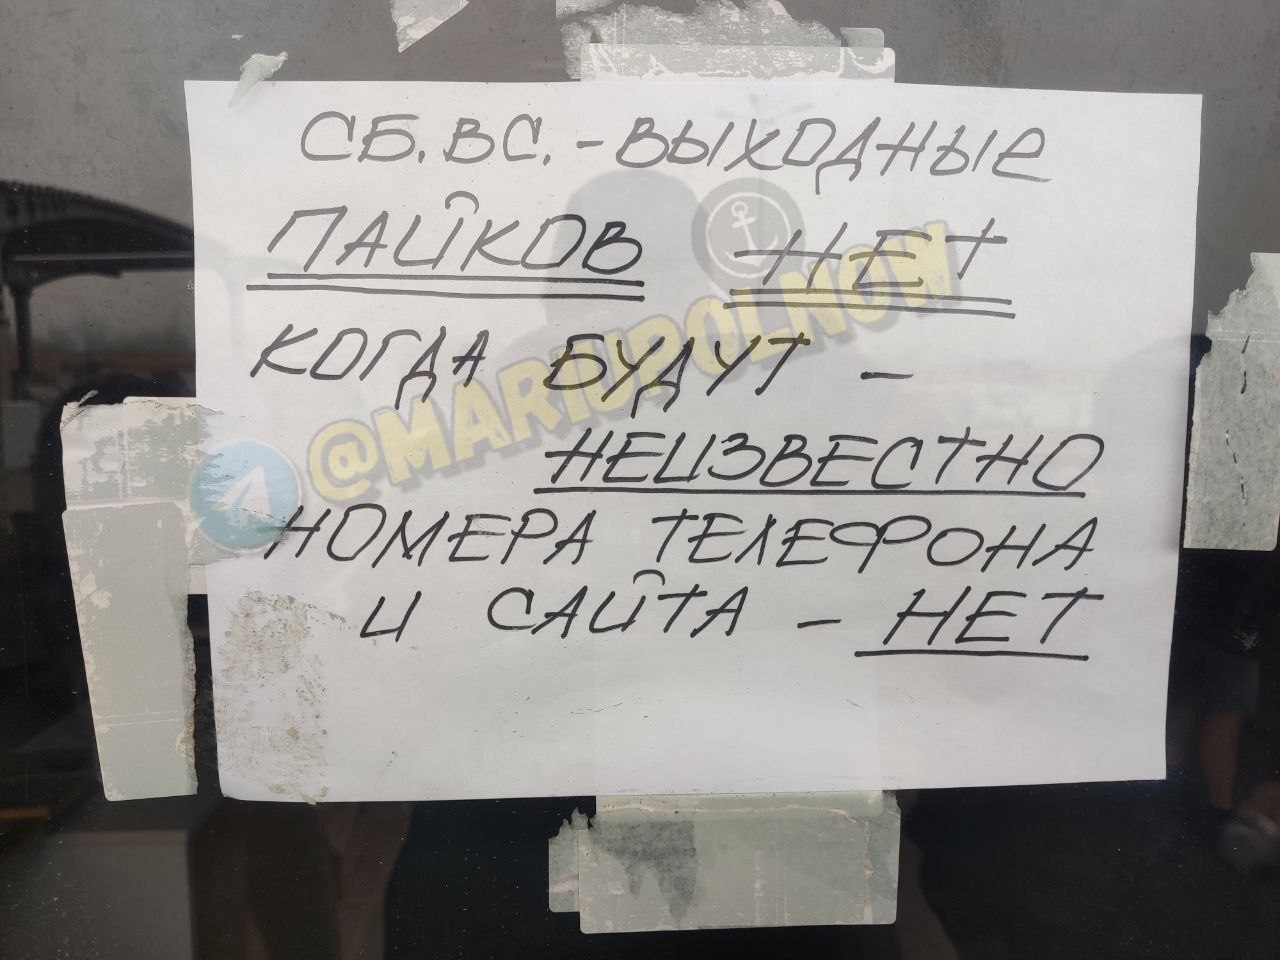 СБ. ВС. - ВЫХОДНЫЕ
ПАЙКОВ НЕТ
КОГДА БУДУТ -
НЕИЗВЕСТНО
НОМЕРА ТЕЛЕФОНА
И САЙТА - НЕТ
@MARIUPOLNOW